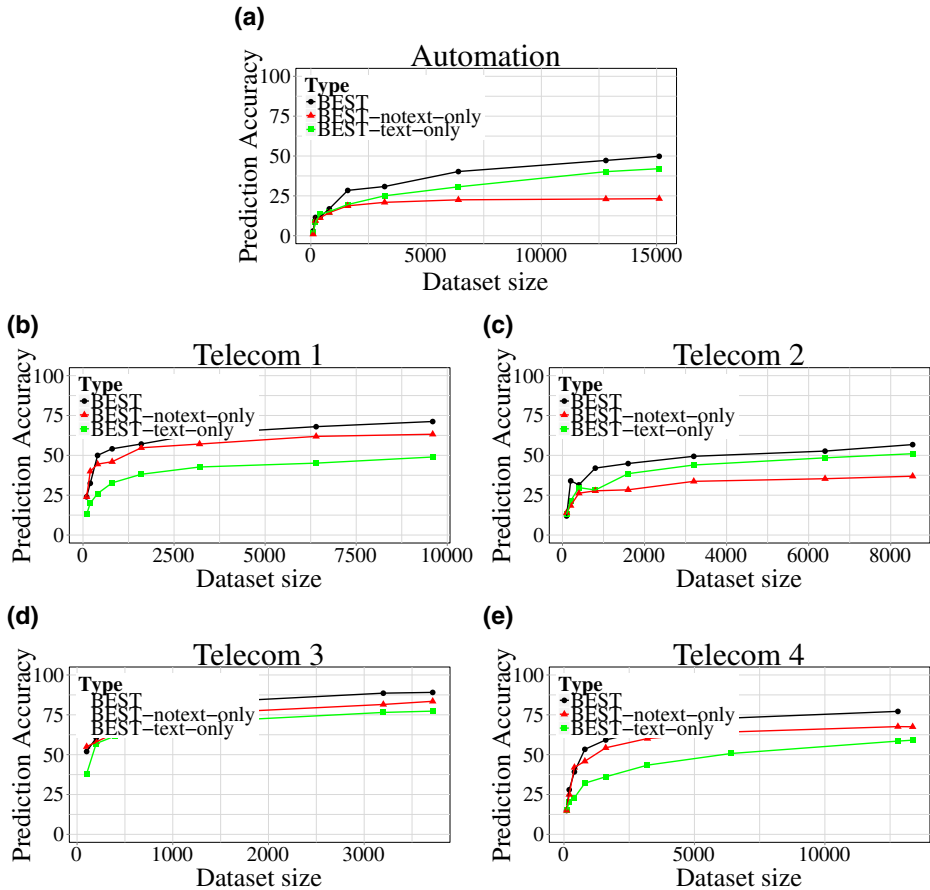 (a)
Automation
Prediction Accuracy
100
75
50
25
0
Type
BEST
BEST-notext-only
BEST-text-only
0 5000 10000 15000
Dataset size
(b)
Telecom 1
Prediction Accuracy
100
75
50
25
0
Type
BEST
BEST-notext-only
BEST-text-only
0 2500 5000 7500 10000
Dataset size
(c)
Telecom 2
Prediction Accuracy
100
75
50
25
0
Type
BEST
BEST-notext-only
BEST-text-only
0 2000 4000 6000 8000
Dataset size
(d)
Telecom 3
Prediction Accuracy
100
75
50
25
0
Type
BEST
BEST-notext-only
BEST-text-only
0 1000 2000 3000
Dataset size
(e)
Telecom 4
Prediction Accuracy
100
75
50
25
0
Type
BEST
BEST-notext-only
BEST-text-only
0 5000 10000
Dataset size